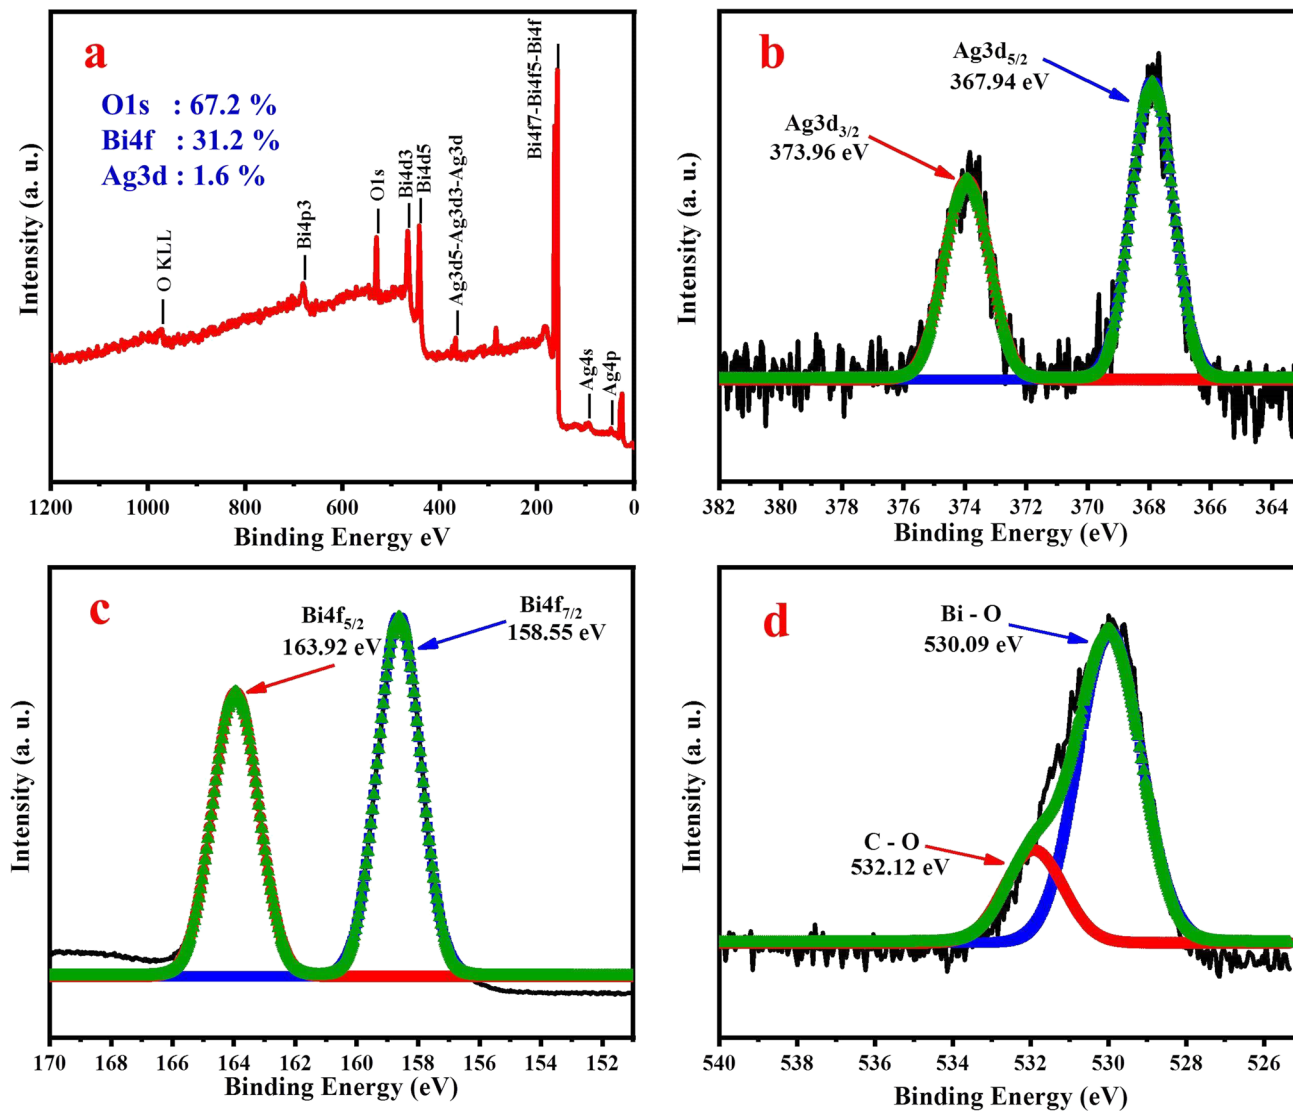 a
O1s : 67.2 %
Bi4f : 31.2 %
Ag3d : 1.6 %
O KLL
Bi4p3
O1s
Bi4d3
Bi4d5
Ag3d5-Ag3d3-Ag3d
Bi4f7-Bi4f5-Bi4f
Ag4s
Ag4p
Intensity (a. u.)
1200 1000 800 600 400 200 0
Binding Energy eV
b
Ag3d5/2
367.94 eV
Ag3d3/2
373.96 eV
Intensity (a. u.)
382 380 378 376 374 372 370 368 366 364
Binding Energy (eV)
c
Bi4f5/2
163.92 eV
Bi4f7/2
158.55 eV
Intensity (a. u.)
170 168 166 164 162 160 158 156 154 152
Binding Energy (eV)
d
Bi - O
530.09 eV
C - O
532.12 eV
Intensity (a. u.)
540 538 536 534 532 530 528 526
Binding Energy (eV)